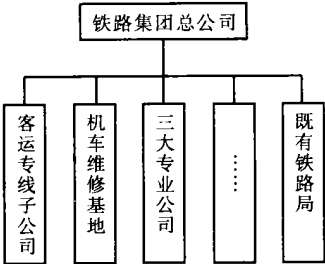 铁路集团总公司
客运专线子公司
机车维修基地
三大专业公司
……
既有铁路局